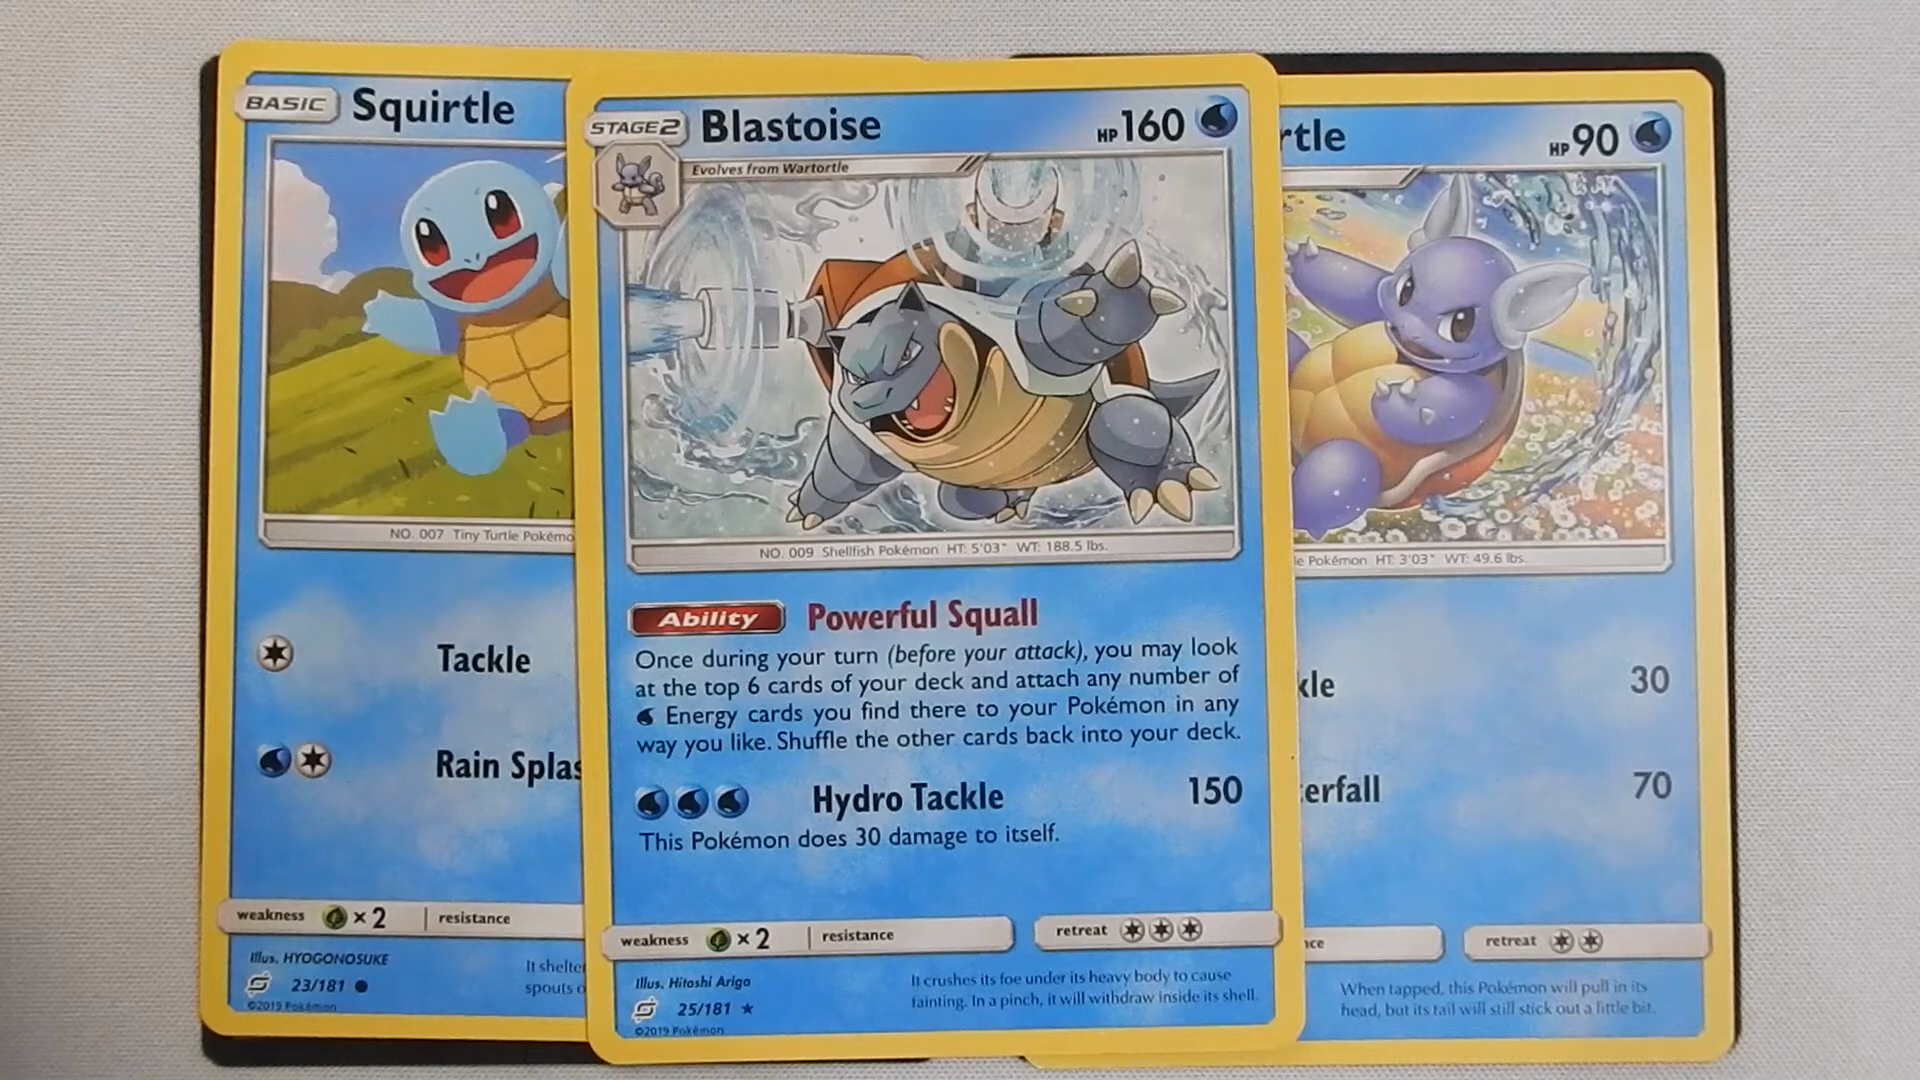 BASIC Squirtle
NO. 007 Tiny Turtle Pokémo
Tackle
Rain Splas
weakness ×2 resistance
Illus. HYOGONOSUKE
23/181
©2019 Pokémon
It shelte
spouts o
STAGE2 Blastoise HP160
Evolves from Wartortle
NO. 009 Shellfish Pokémon HT: 5'03" WT: 188.5 lbs.
Ability Powerful Squall
Once during your turn (before your attack), you may look
at the top 6 cards of your deck and attach any number of
Energy cards you find there to your Pokémon in any
way you like. Shuffle the other cards back into your deck.
Hydro Tackle 150
This Pokémon does 30 damage to itself.
weakness ×2 resistance retreat
Illus. Hitoshi Ariga
25/181
©2019 Pokémon
It crushes its foe under its heavy body to cause
fainting. In a pinch, it will withdraw inside its shell.
rtle HP90
le Pokémon HT: 3'03" WT: 49.6 lbs.
kle 30
terfall 70
nce retreat
When tapped, this Pokémon will pull in its
head, but its tail will still stick out a little bit.